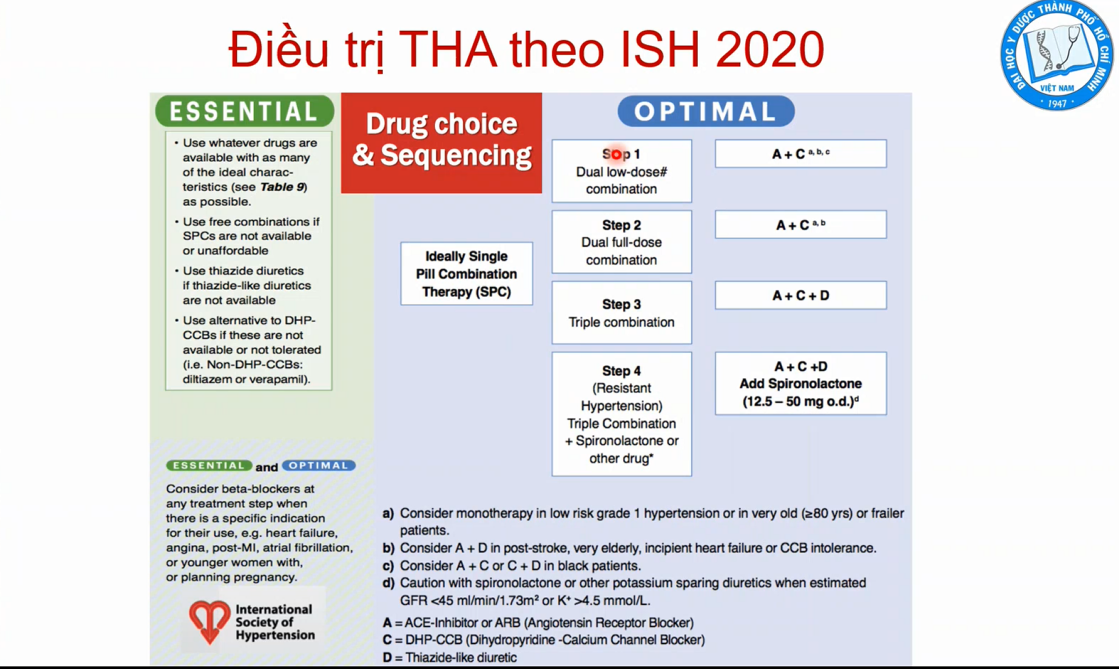 Điều trị THA theo ISH 2020
ĐẠI HỌC Y DƯỢC THÀNH PHỐ HỒ CHÍ MINH
VIỆT NAM
1947
ESSENTIAL
• Use whatever drugs are
available with as many
of the ideal charac-
teristics (see Table 9)
as possible.
• Use free combinations if
SPCs are not available
or unaffordable
• Use thiazide diuretics
if thiazide-like diuretics
are not available
• Use alternative to DHP-
CCBs if these are not
available or not tolerated
(i.e. Non-DHP-CCBs:
diltiazem or verapamil).
Drug choice
& Sequencing
OPTIMAL
Ideally Single
Pill Combination
Therapy (SPC)
Step 1
Dual low-dose#
combination
A + C a, b, c
Step 2
Dual full-dose
combination
A + C a, b
Step 3
Triple combination
A + C + D
Step 4
(Resistant
Hypertension)
Triple Combination
+ Spironolactone or
other drug*
A + C +D
Add Spironolactone
(12.5 – 50 mg o.d.)d
ESSENTIAL and OPTIMAL
Consider beta-blockers at
any treatment step when
there is a specific indication
for their use, e.g. heart failure,
angina, post-MI, atrial fibrillation,
or younger women with,
or planning pregnancy.
International
Society of
Hypertension
a) Consider monotherapy in low risk grade 1 hypertension or in very old (≥80 yrs) or frailer
patients.
b) Consider A + D in post-stroke, very elderly, incipient heart failure or CCB intolerance.
c) Consider A + C or C + D in black patients.
d) Caution with spironolactone or other potassium sparing diuretics when estimated
GFR <45 ml/min/1.73m² or K⁺ >4.5 mmol/L.
A = ACE-Inhibitor or ARB (Angiotensin Receptor Blocker)
C = DHP-CCB (Dihydropyridine -Calcium Channel Blocker)
D = Thiazide-like diuretic